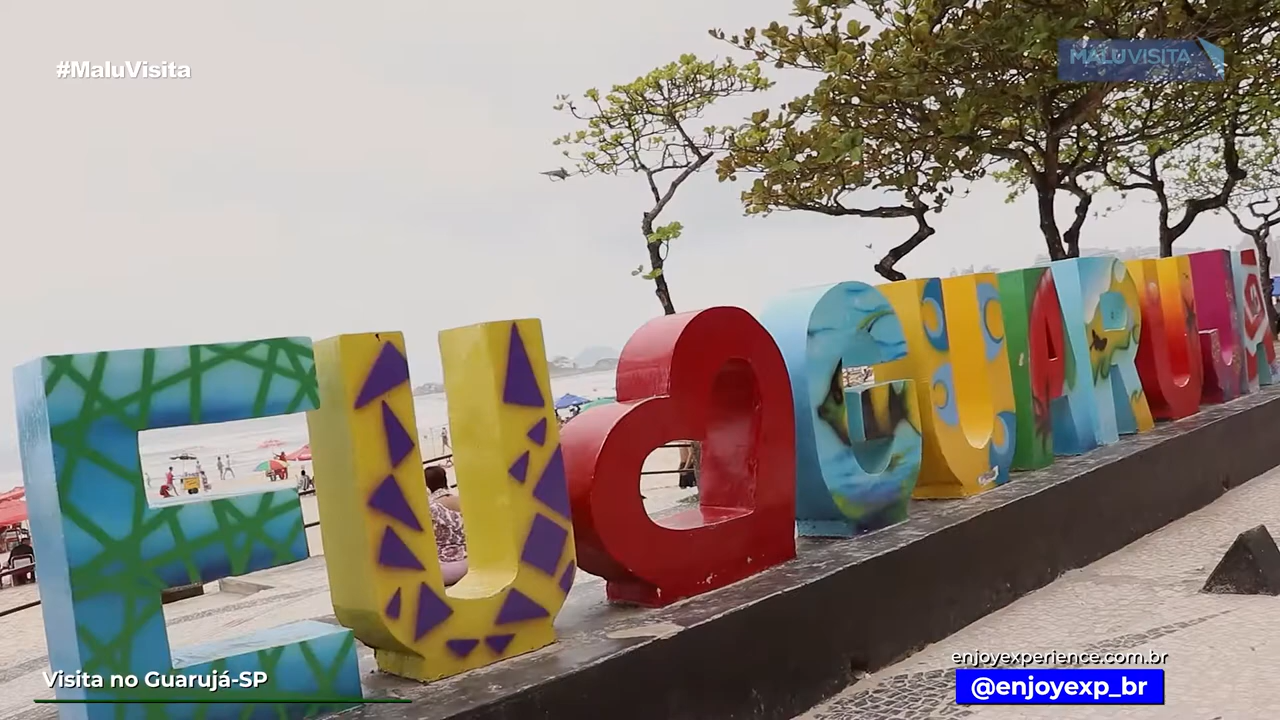 #MaluVisita
MALUVISITA
EU a GUARUJÁ
Visita no Guarujá-SP
enjoyexperience.com.br
@enjoyexp_br